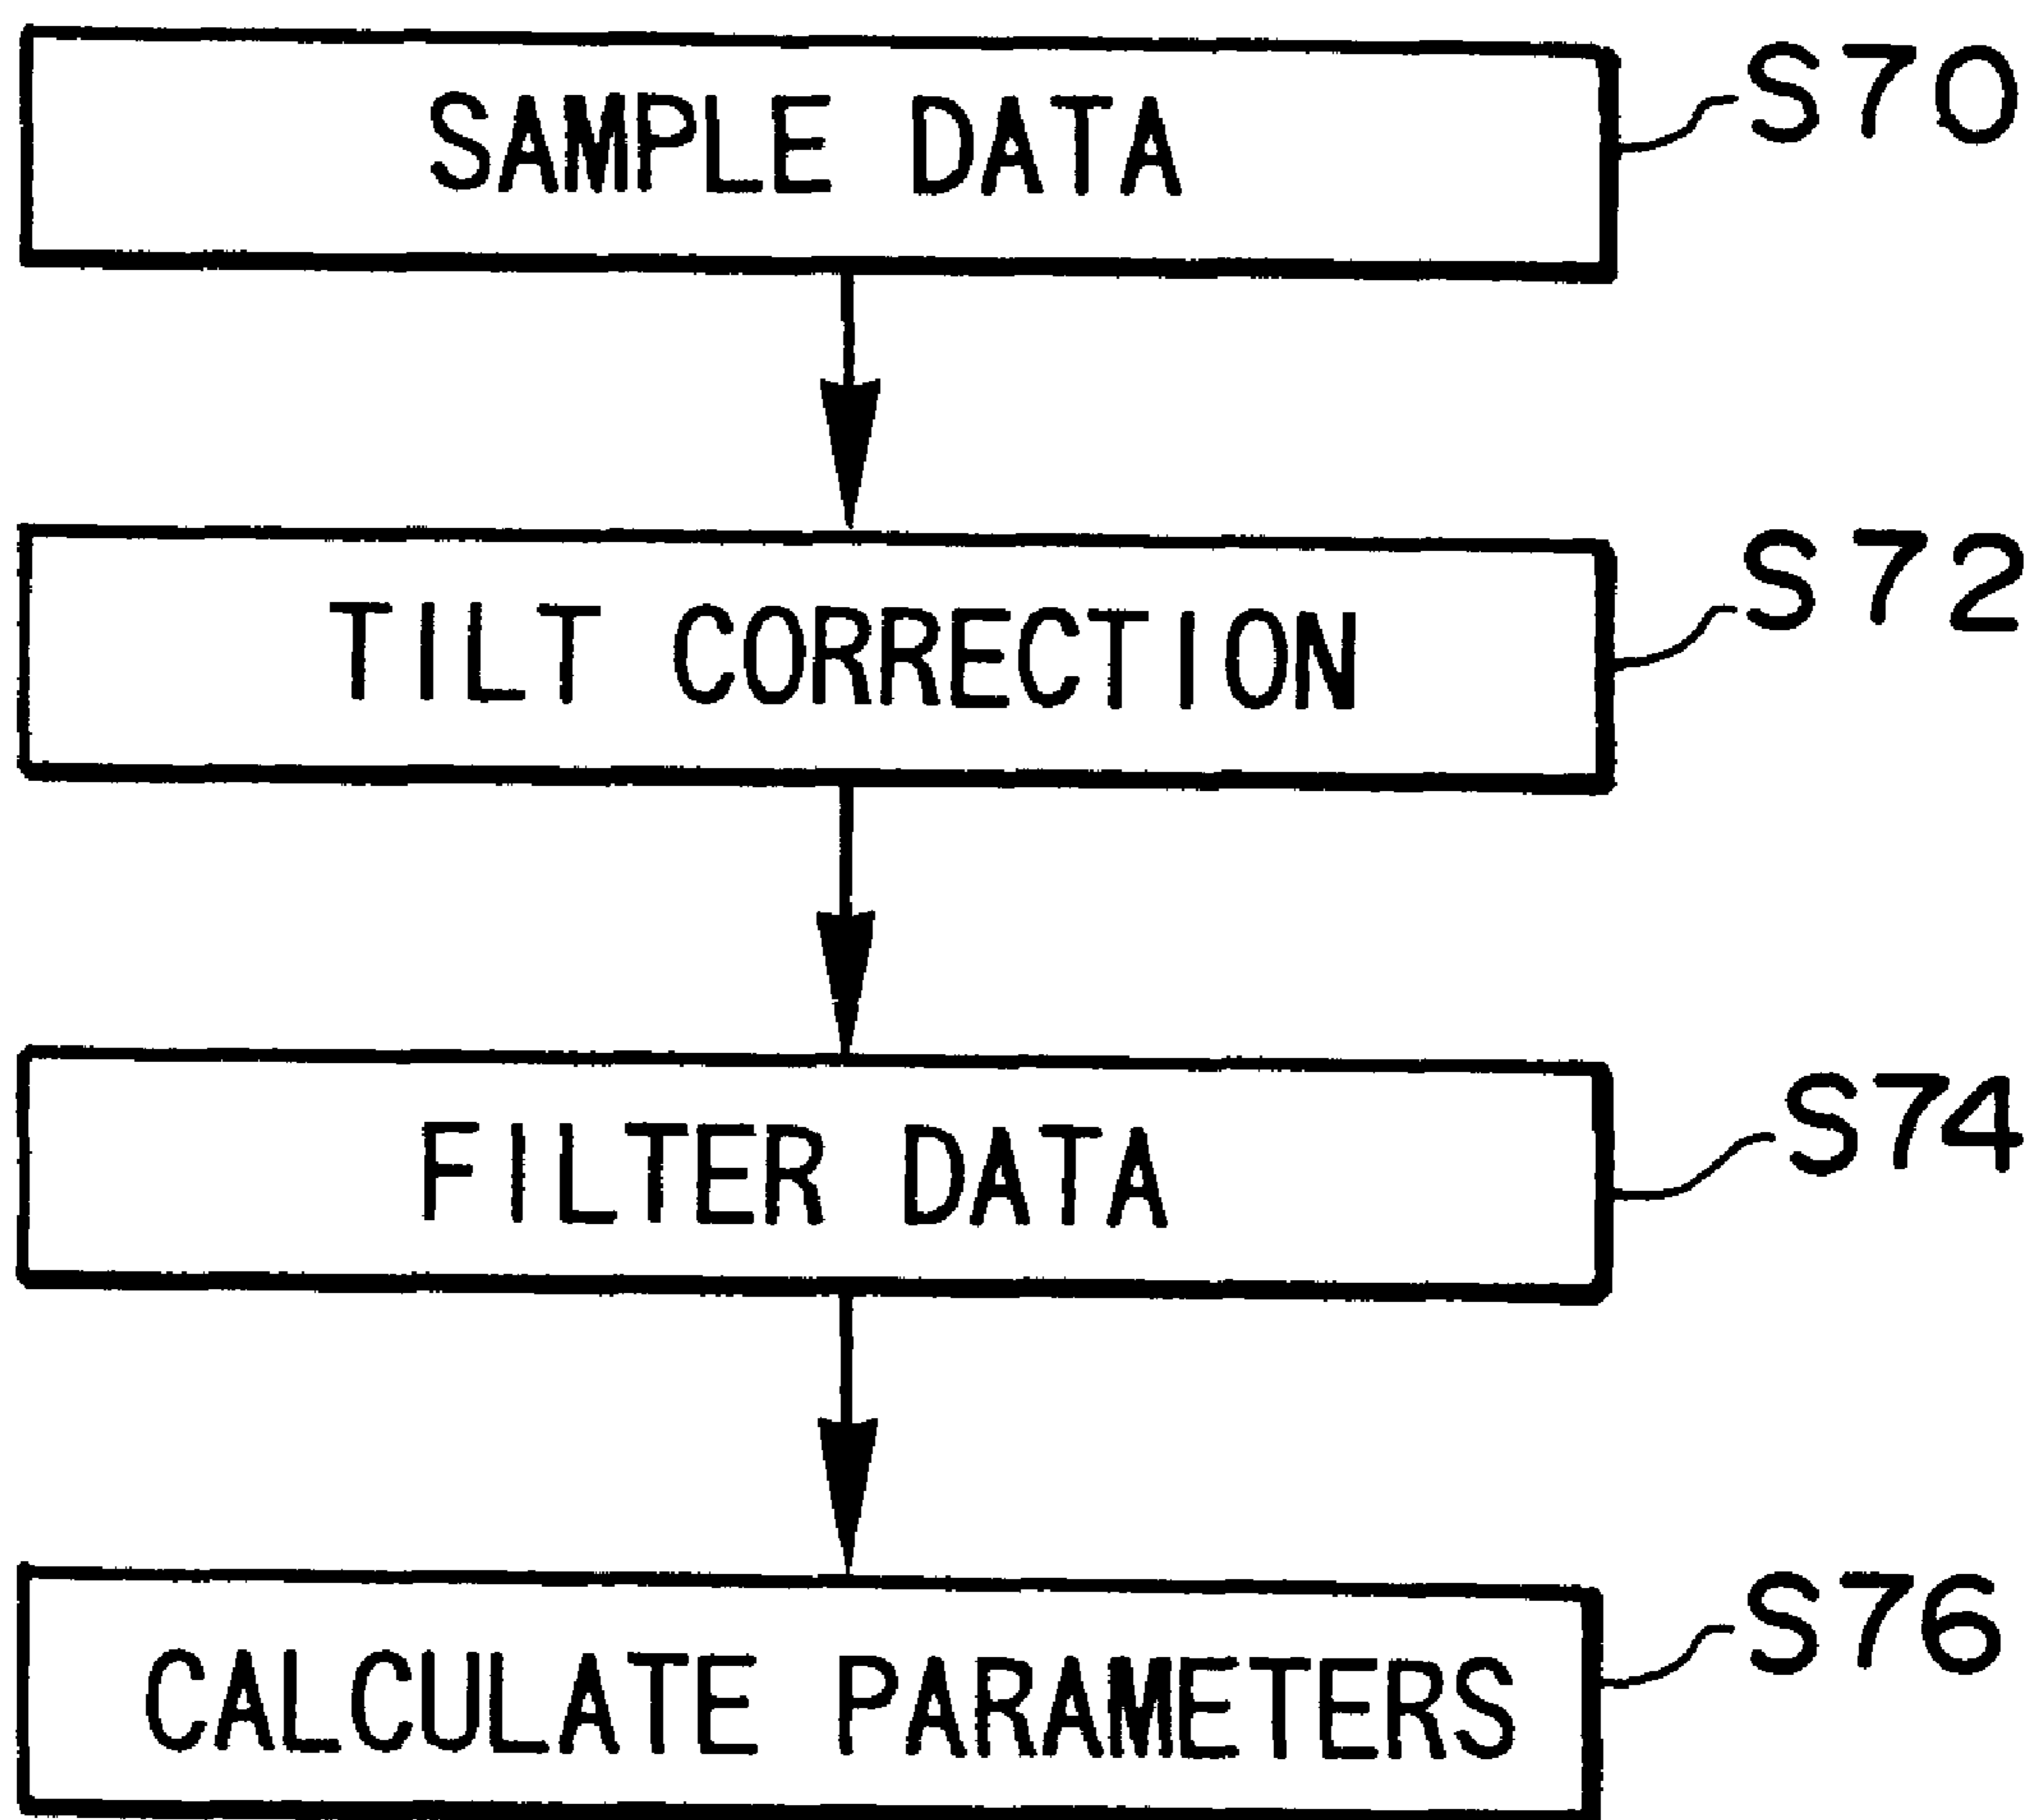 SAMPLE DATA S70
TILT CORRECTION S72
FILTER DATA S74
CALCULATE PARAMETERS S76